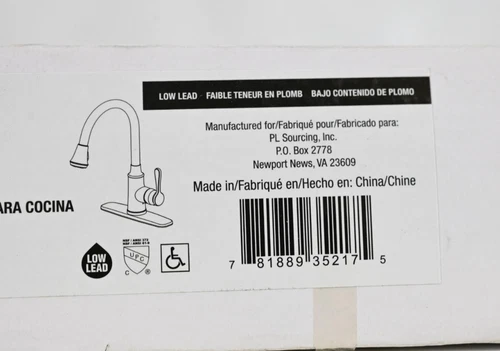 LOW LEAD · FAIBLE TENEUR EN PLOMB · BAJO CONTENIDO DE PLOMO
Manufactured for/Fabriqué pour/Fabricado para:
PL Sourcing, Inc.
P.O. Box 2778
Newport News, VA 23609
Made in/Fabriqué en/Hecho en: China/Chine
ARA COCINA
LOW
LEAD
UPC
C ®
7 81889 35217 5